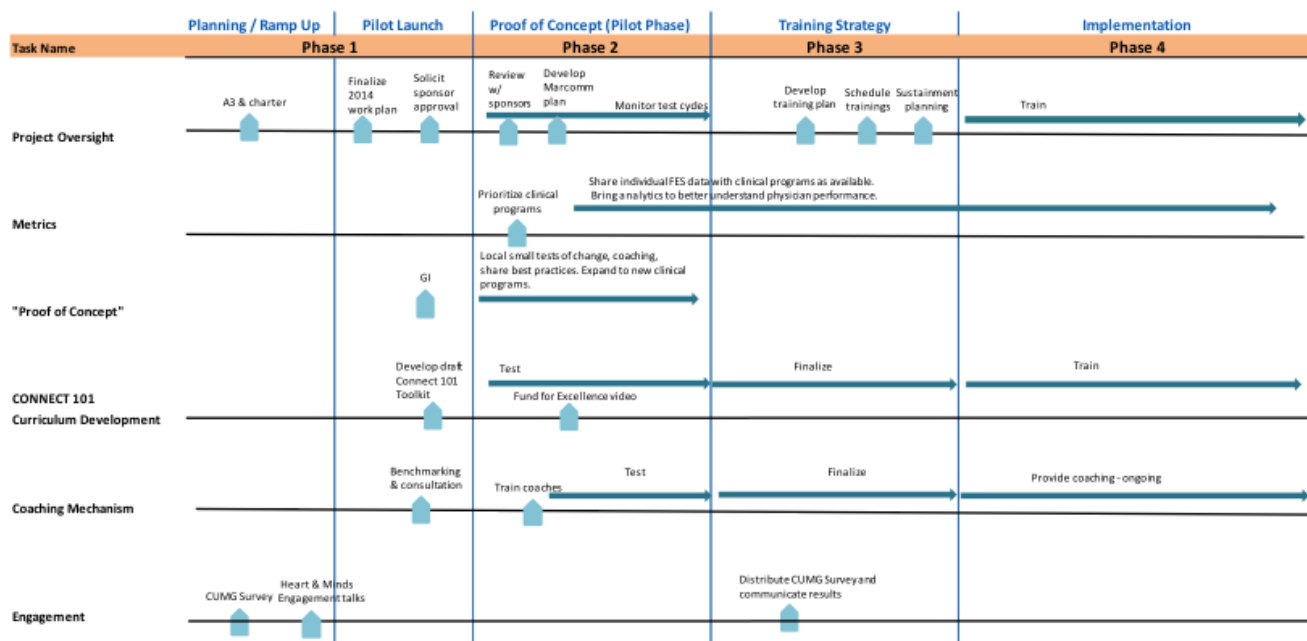 Planning / Ramp Up Pilot Launch Proof of Concept (Pilot Phase) Training Strategy Implementation
Task Name Phase 1 Phase 2 Phase 3 Phase 4
A3 & charter
Finalize
2014
work plan
Solicit
sponsor
approval
Review
w/
sponsors
Develop
Marcomm
plan
Monitor test cycles
Develop
training plan
Schedule
trainings
Sustainment
planning
Train
Project Oversight
Prioritize clinical
programs
Share individual FES data with clinical programs as available.
Bring analytics to better understand physician performance.
Metrics
GI
Local small tests of change, coaching,
share best practices. Expand to new clinical
programs.
"Proof of Concept"
Develop draft
Connect 101
Toolkit
Test
Fund for Excellence video
Finalize
Train
CONNECT 101
Curriculum Development
Benchmarking
& consultation
Train coaches
Test
Finalize
Provide coaching - ongoing
Coaching Mechanism
CUMG Survey
Heart & Minds
Engagement talks
Distribute CUMG Survey and
communicate results
Engagement